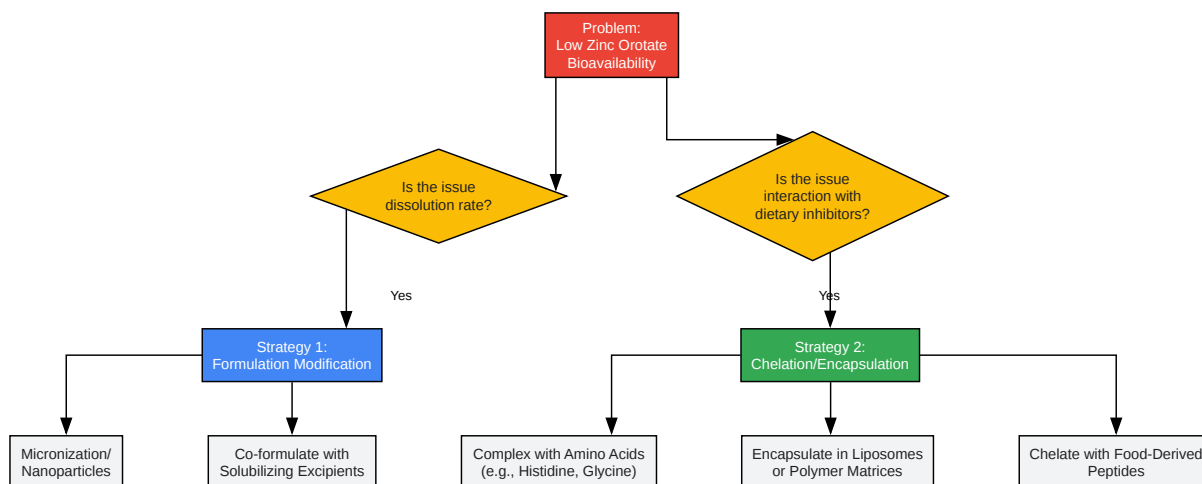 Problem:
Low Zinc Orotate
Bioavailability
Is the issue
dissolution rate?
Is the issue
interaction with
dietary inhibitors?
Yes
Yes
Strategy 1:
Formulation Modification
Strategy 2:
Chelation/Encapsulation
Micronization/
Nanoparticles
Co-formulate with
Solubilizing Excipients
Complex with Amino Acids
(e.g., Histidine, Glycine)
Encapsulate in Liposomes
or Polymer Matrices
Chelate with Food-Derived
Peptides